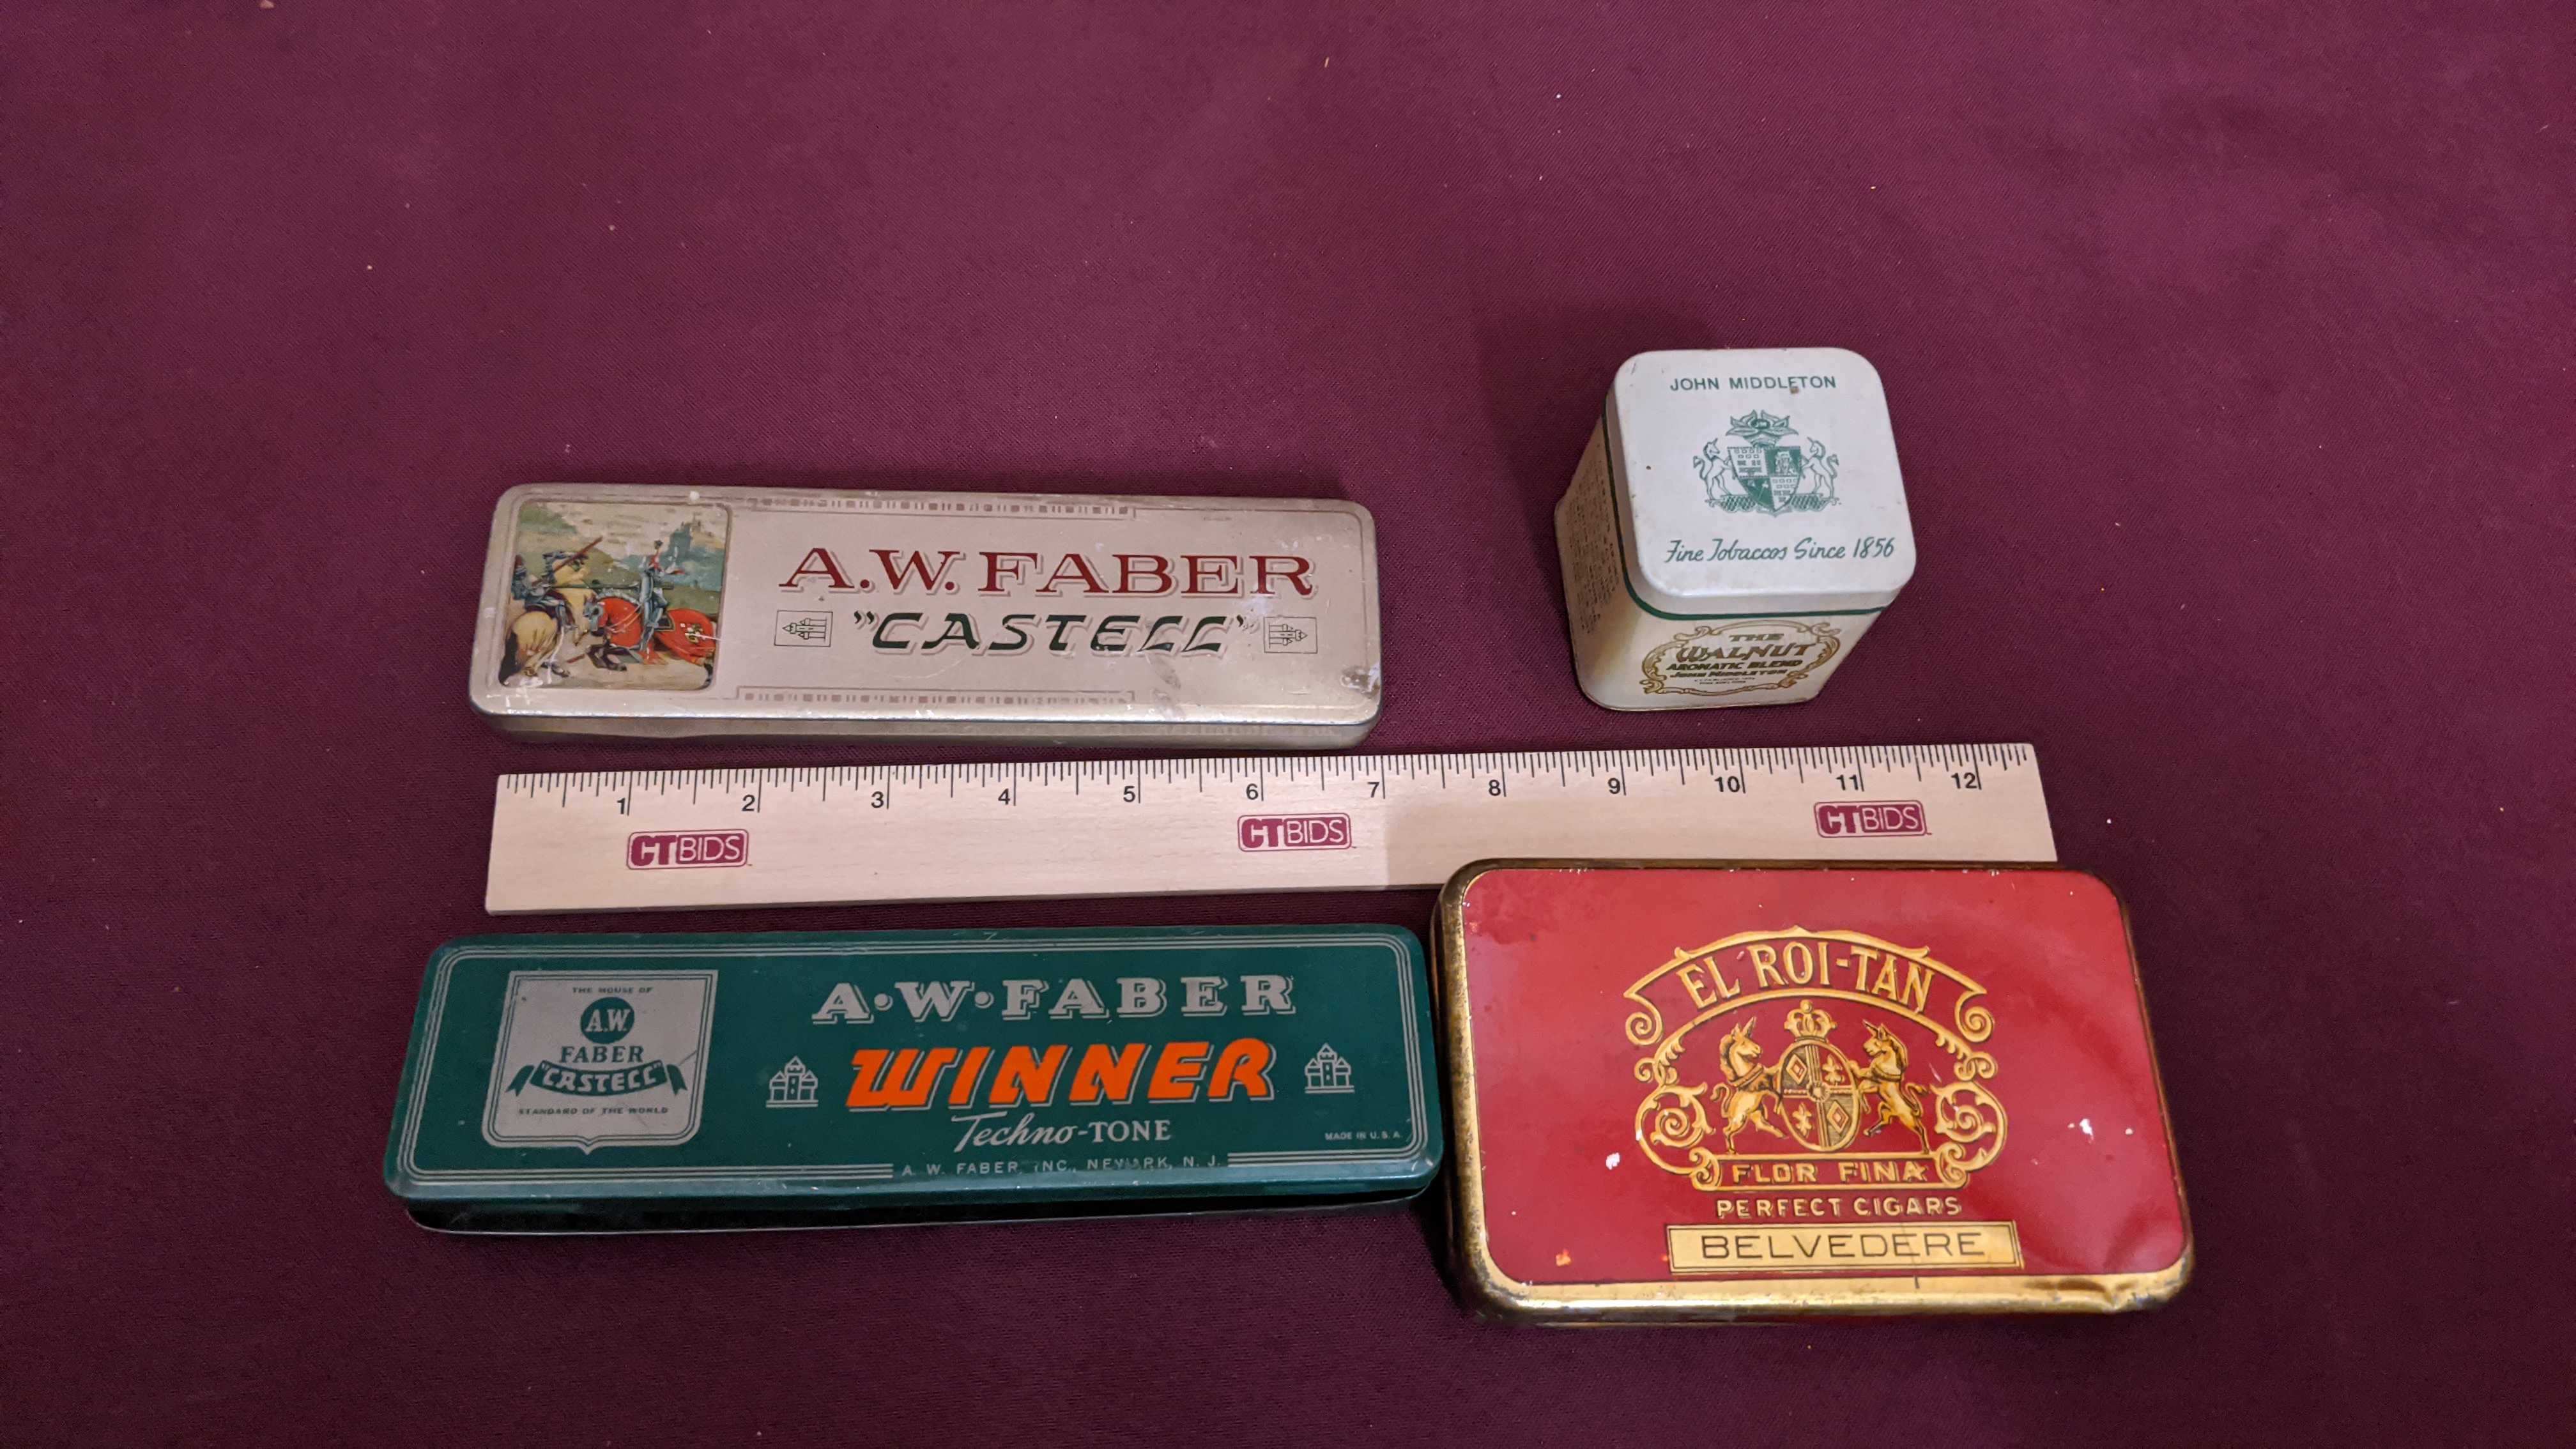 JOHN MIDDLETON
JM
Fine Tobaccos Since 1856
THE
WALNUT
AROMATIC BLEND
JOHN MIDDLETON
A.W. FABER
"CASTELL"
1 2 3 4 5 6 7 8 9 10 11 12
CTBIDS CTBIDS CTBIDS
THE HOUSE OF
A.W.
FABER
"CASTELL"
STANDARD OF THE WORLD
A·W·FABER
WINNER
Techno-TONE
MADE IN U.S.A.
A. W. FABER, INC., NEWARK, N. J.
EL ROI-TAN
FLOR FINA
PERFECT CIGARS
BELVEDERE